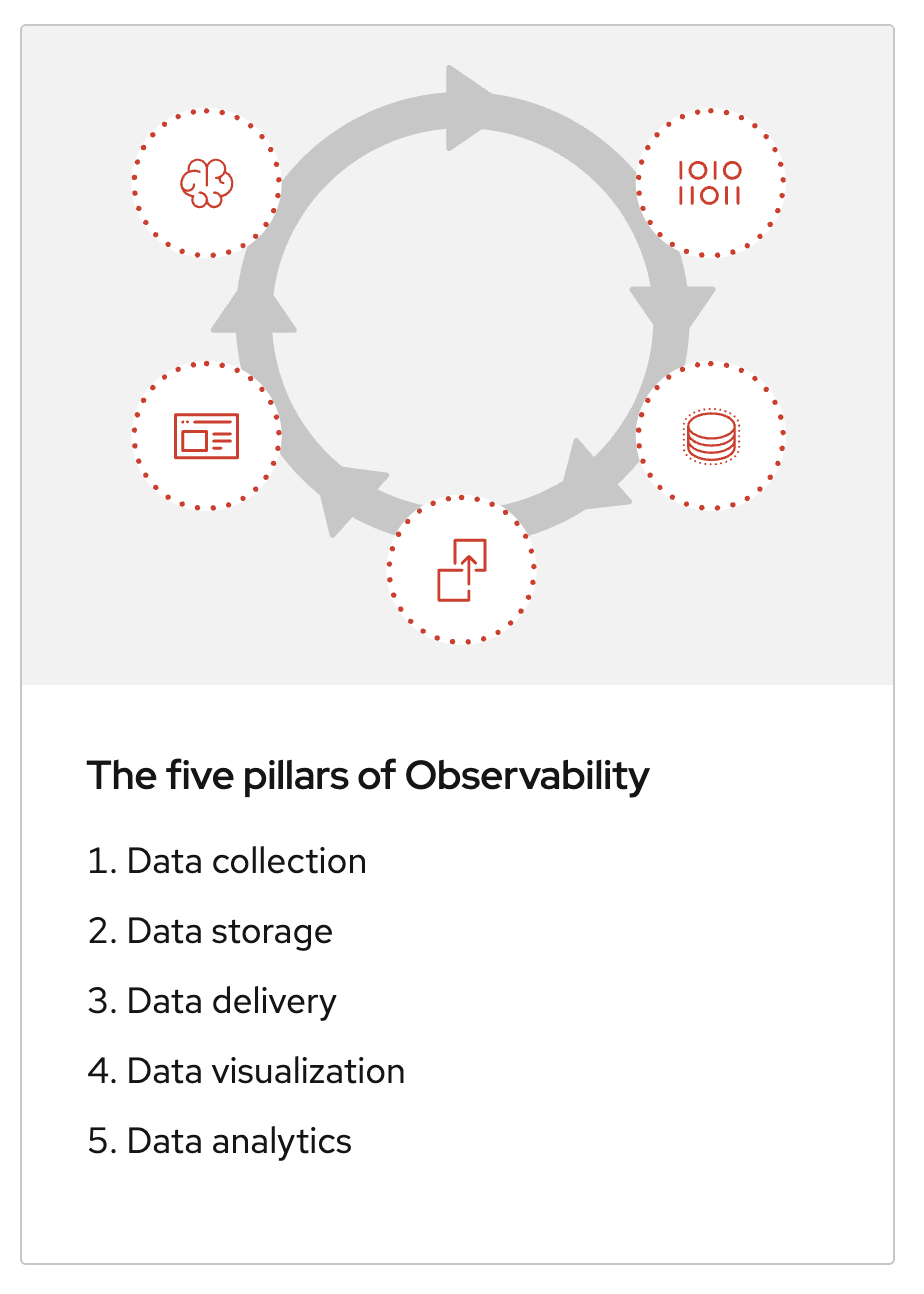 1010
11011
The five pillars of Observability
1. Data collection
2. Data storage
3. Data delivery
4. Data visualization
5. Data analytics